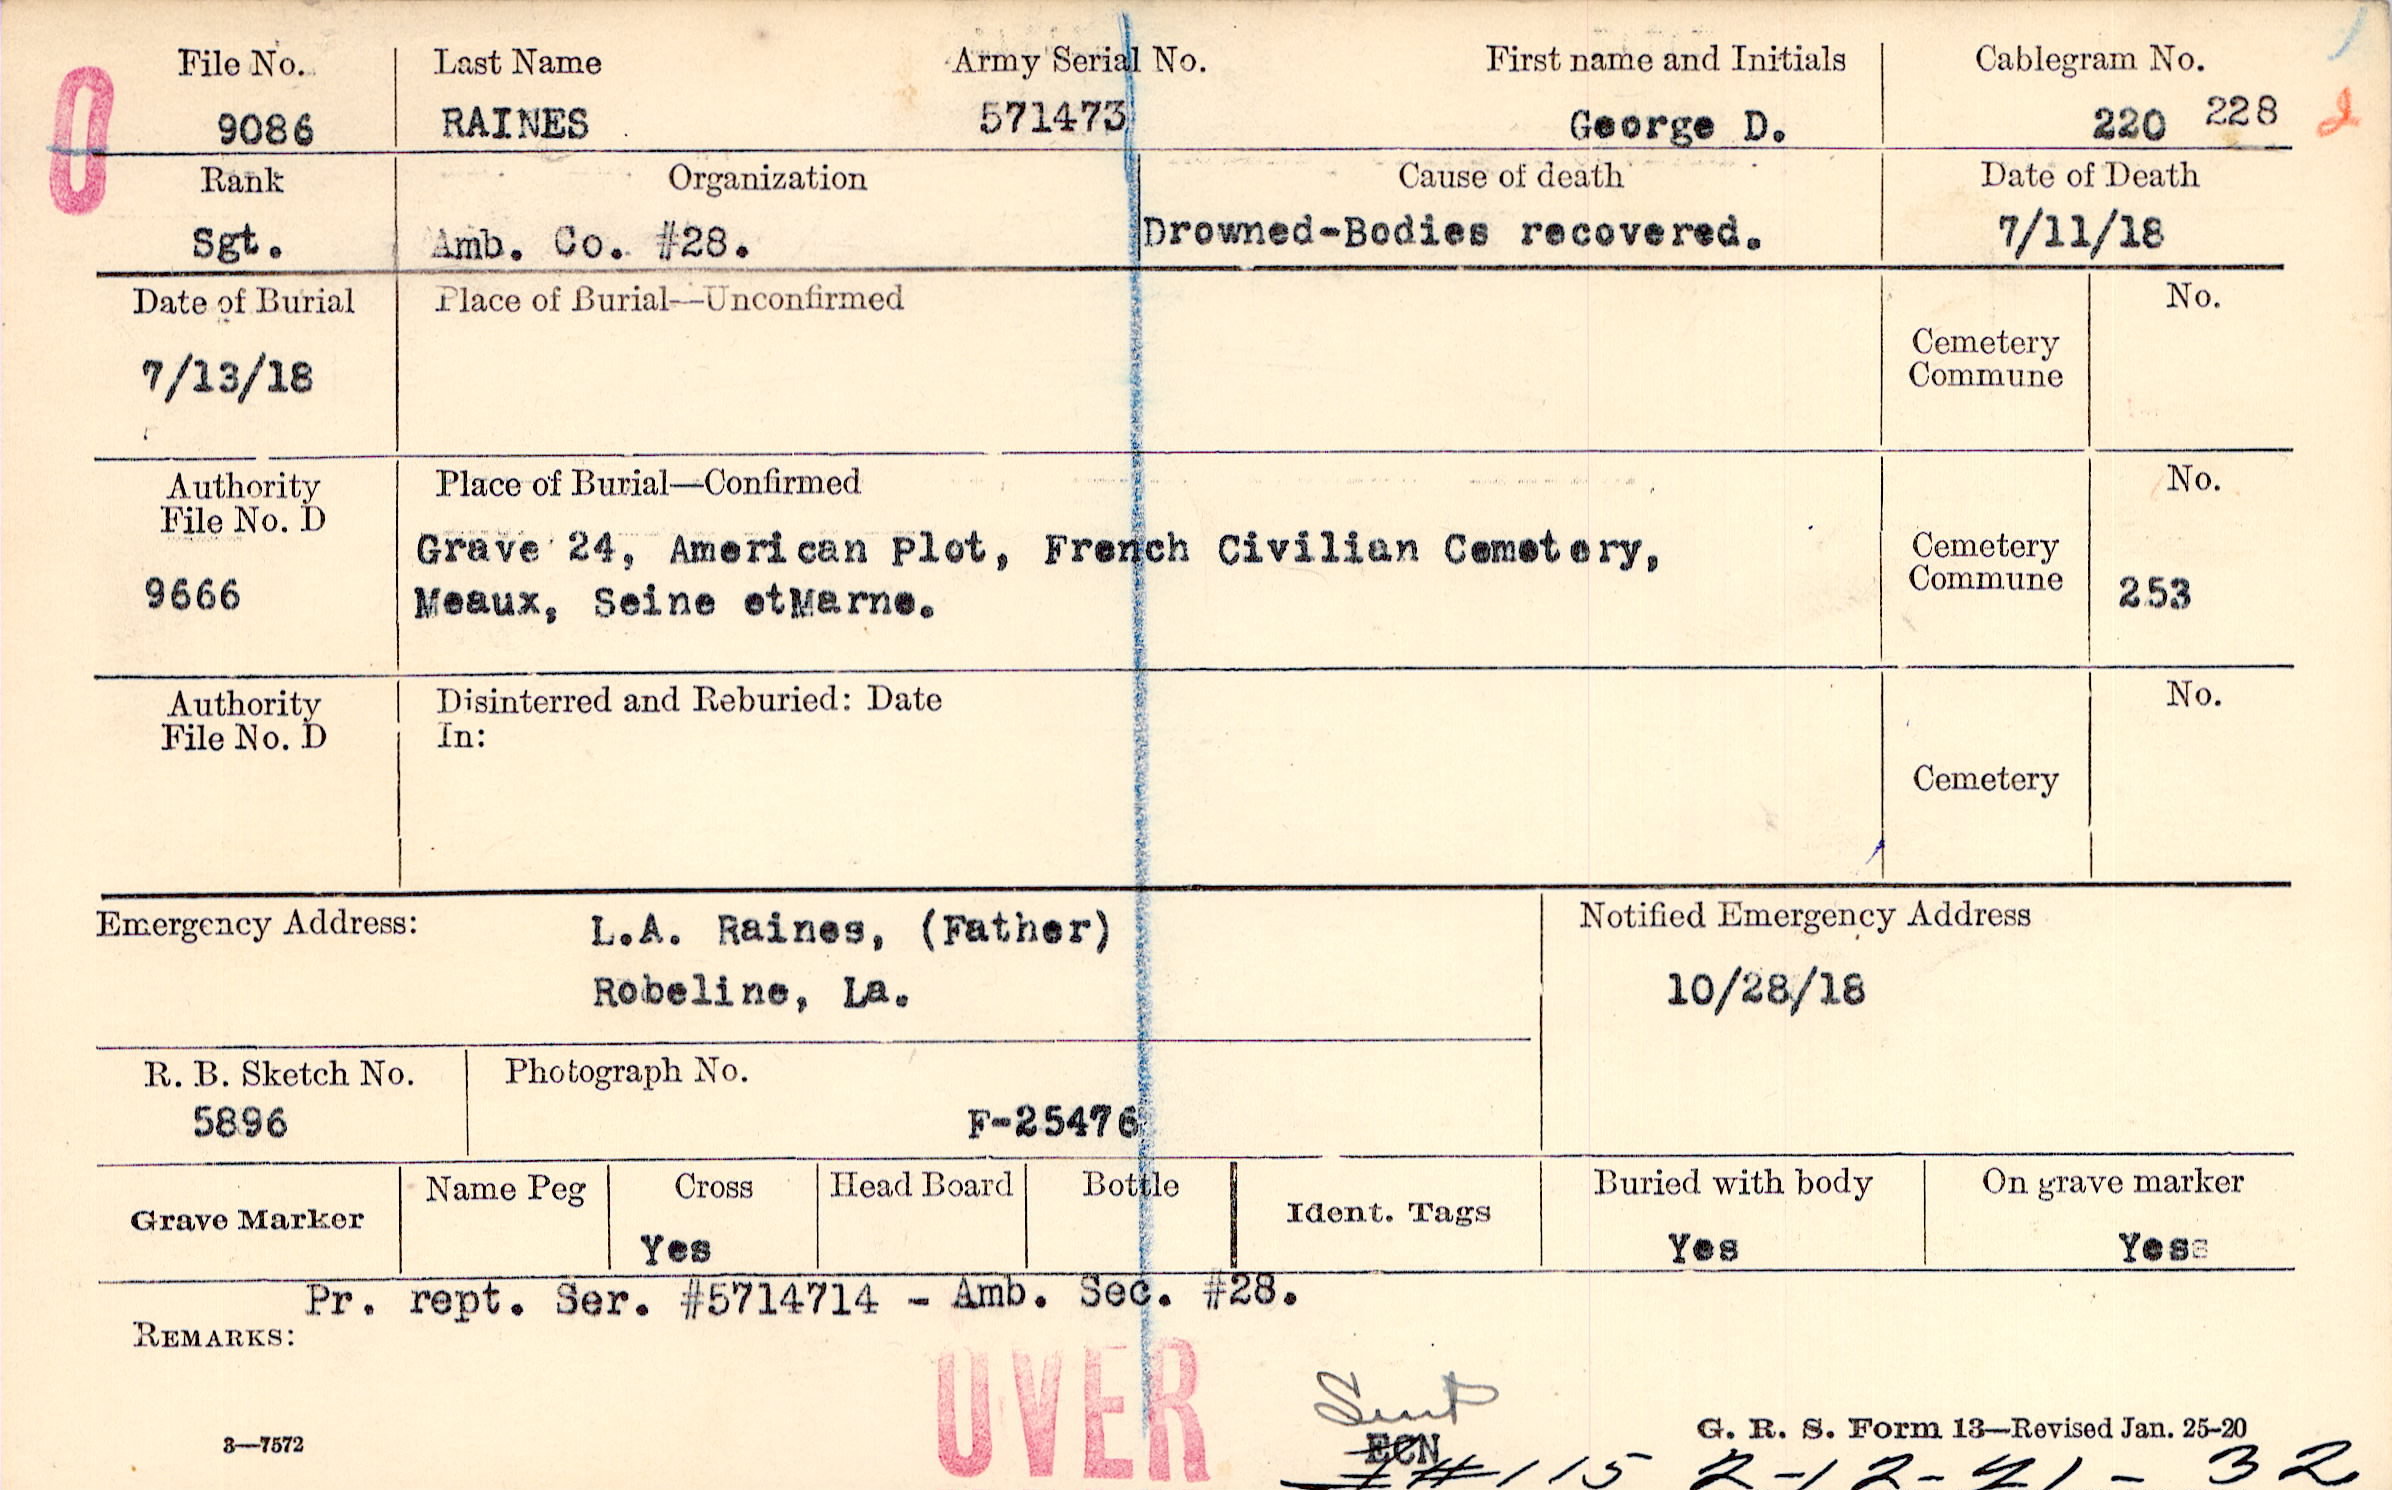 File No. Last Name Army Serial No. First name and Initials Cablegram No.
O 9086 RAINES 571473 George D. 220 228 2
Rank Organization Cause of death Date of Death
Sgt. Amb. Co. #28. Drowned-Bodies recovered. 7/11/18
Date of Burial Place of Burial—Unconfirmed No.
7/13/18 Cemetery
Commune
Authority Place of Burial—Confirmed No.
File No. D
Grave 24, American Plot, French Civilian Cemetery, Cemetery
9666 Meaux, Seine etMarne. Commune 253
Authority Disinterred and Reburied: Date No.
File No. D In:
Cemetery
Emergency Address: L.A. Raines, (Father) Notified Emergency Address
Robeline, La. 10/28/18
R. B. Sketch No. Photograph No.
5896 F-25476
Grave Marker Name Peg Cross Head Board Bottle Ident. Tags Buried with body On grave marker
Yes Yes Yess
Pr. rept. Ser. #5714714 - Amb. Sec. #28.
REMARKS:
OVER
Sent
3—7572 ECN G. R. S. Form 13—Revised Jan. 25-20
#115 2-12-41-32